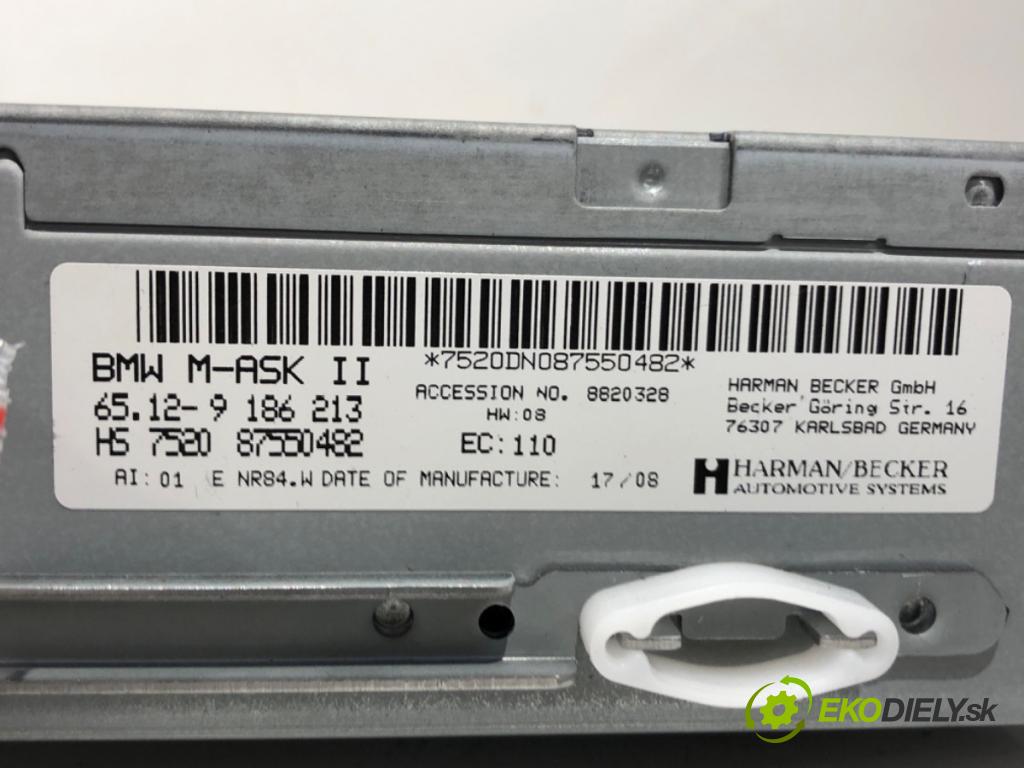 *7520DN087550482*
BMW M-ASK II
65.12-9 186 213
HS 7520 87550482
ACCESSION NO. 8820328
HW:08
EC:110
HARMAN BECKER GmbH
Becker Göring Str. 16
76307 KARLSBAD GERMANY
AI:01 E NR84.W DATE OF MANUFACTURE: 17/08
HARMAN/BECKER
AUTOMOTIVE SYSTEMS
EKODIELY.sk